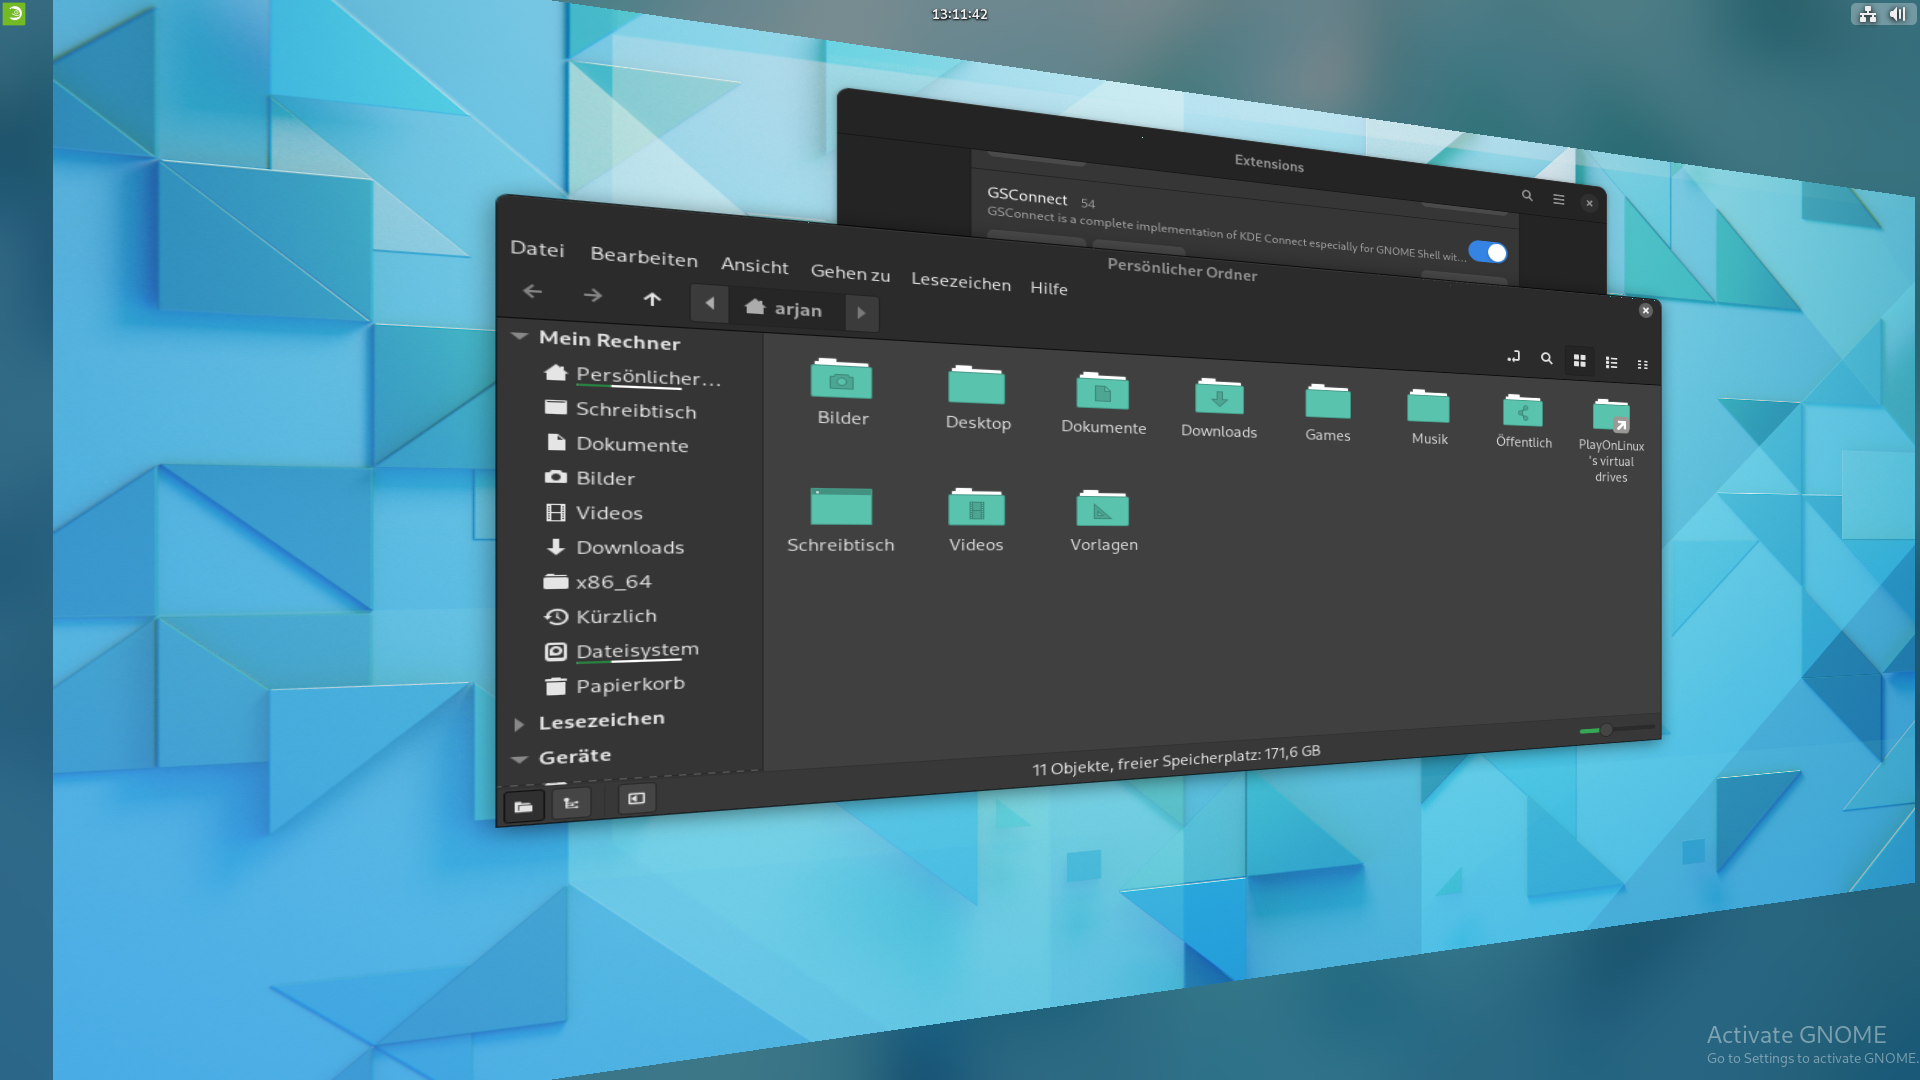 13:11:42
Extensions
GSConnect 54
GSConnect is a complete implementation of KDE Connect especially for GNOME Shell wit...
Persönlicher Ordner
Datei Bearbeiten Ansicht Gehen zu Lesezeichen Hilfe
arjan
Mein Rechner
Persönlicher...
Schreibtisch
Dokumente
Bilder
Videos
Downloads
x86_64
Kürzlich
Dateisystem
Papierkorb
Lesezeichen
Geräte
Bilder
Desktop
Dokumente
Downloads
Games
Musik
Öffentlich
PlayOnLinux
's virtual
drives
Schreibtisch
Videos
Vorlagen
11 Objekte, freier Speicherplatz: 171,6 GB
Activate GNOME
Go to Settings to activate GNOME.